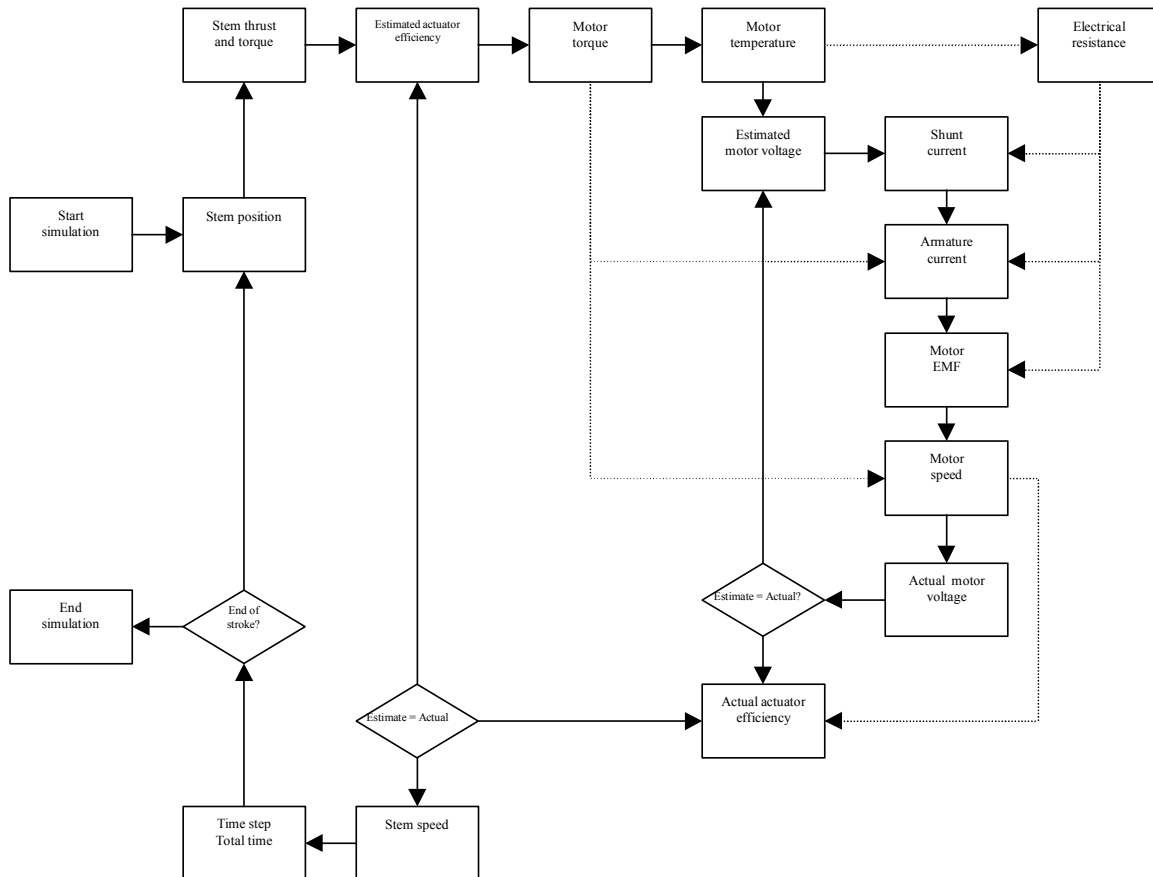 Stem thrust
and torque
Estimated actuator
efficiency
Motor
torque
Motor
temperature
Electrical
resistance
Estimated
motor voltage
Shunt
current
Start
simulation
Stem position
Armature
current
Motor
EMF
Motor
speed
End
simulation
End of
stroke?
Estimate = Actual?
Actual motor
voltage
Estimate = Actual
Actual actuator
efficiency
Time step
Total time
Stem speed